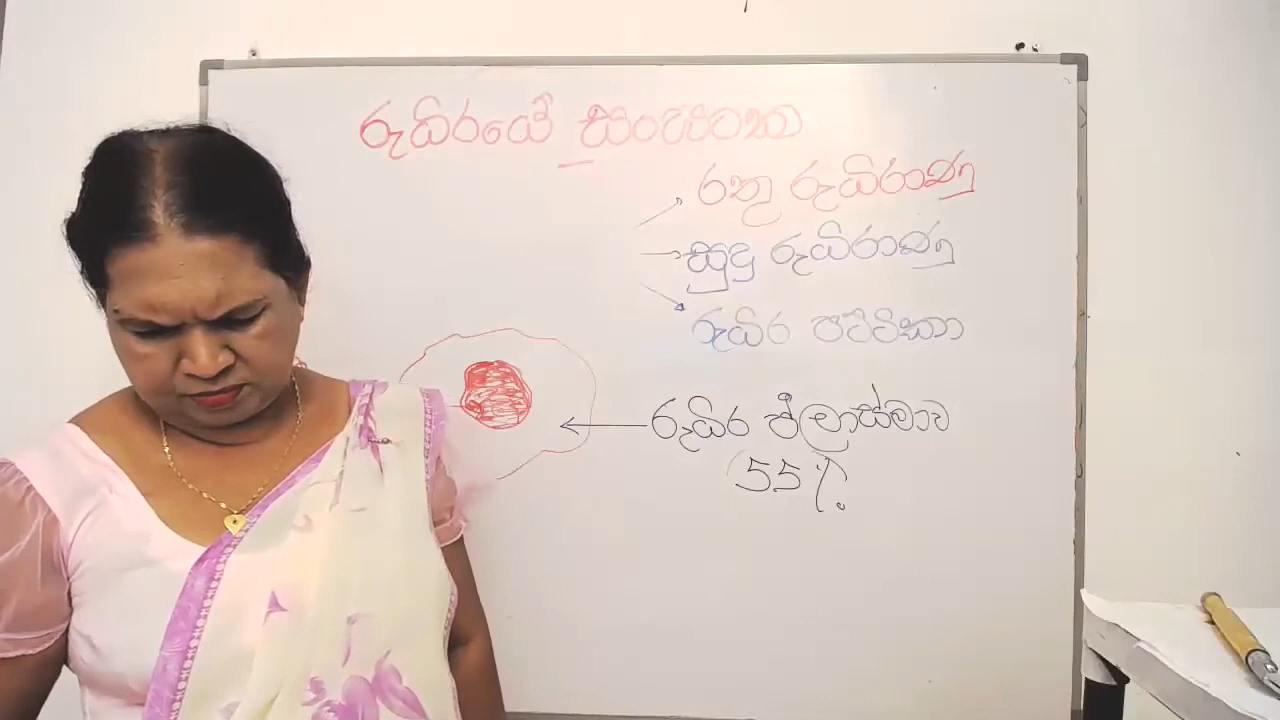 රුධිරයේ සංඝටක
රතු රුධිරාණු
සුදු රුධිරාණු
රුධිර පට්ටිකා
රුධිර ප්ලාස්මාව
55 %